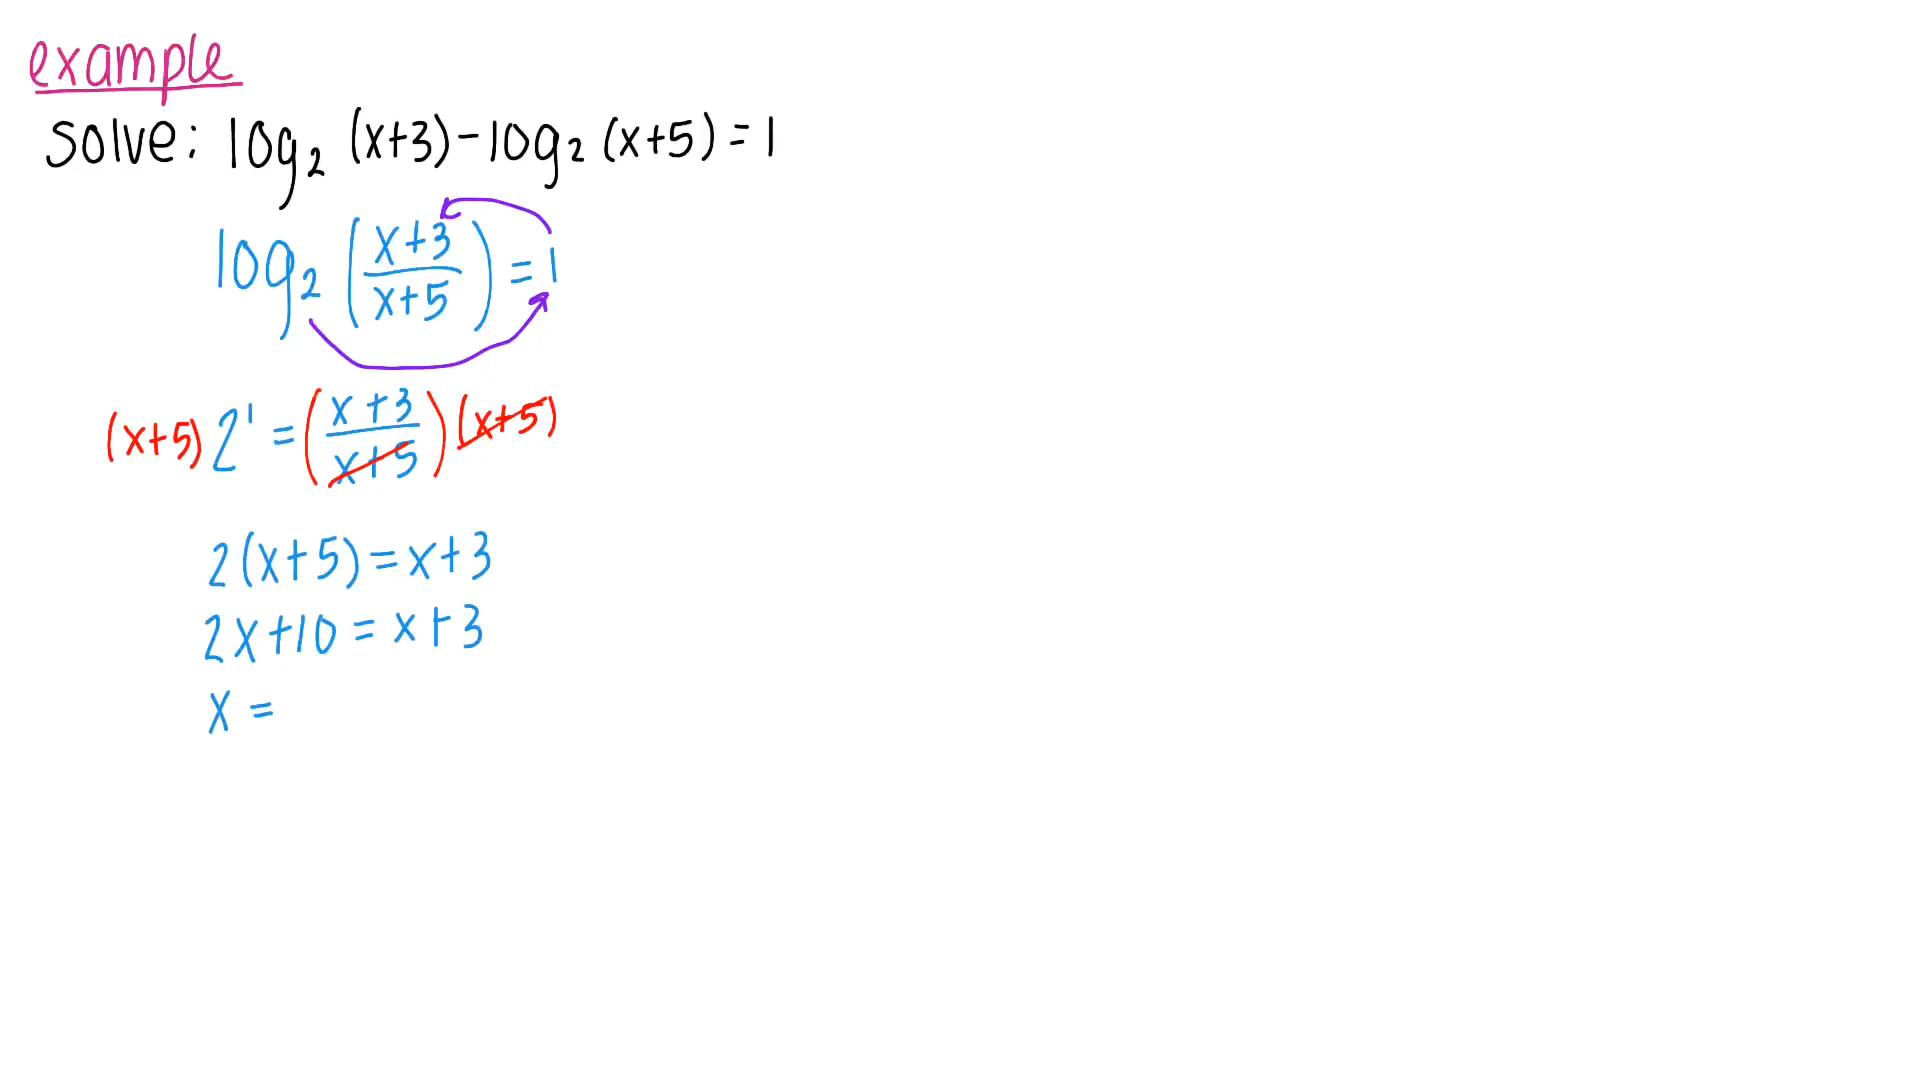 example
solve: log₂ (x+3) - log₂ (x+5) = 1
log₂ ((x+3)/(x+5)) = 1
(x+5) 2¹ = ((x+3)/(x+5)) (x+5)
2(x+5) = x+3
2x+10 = x+3
x =